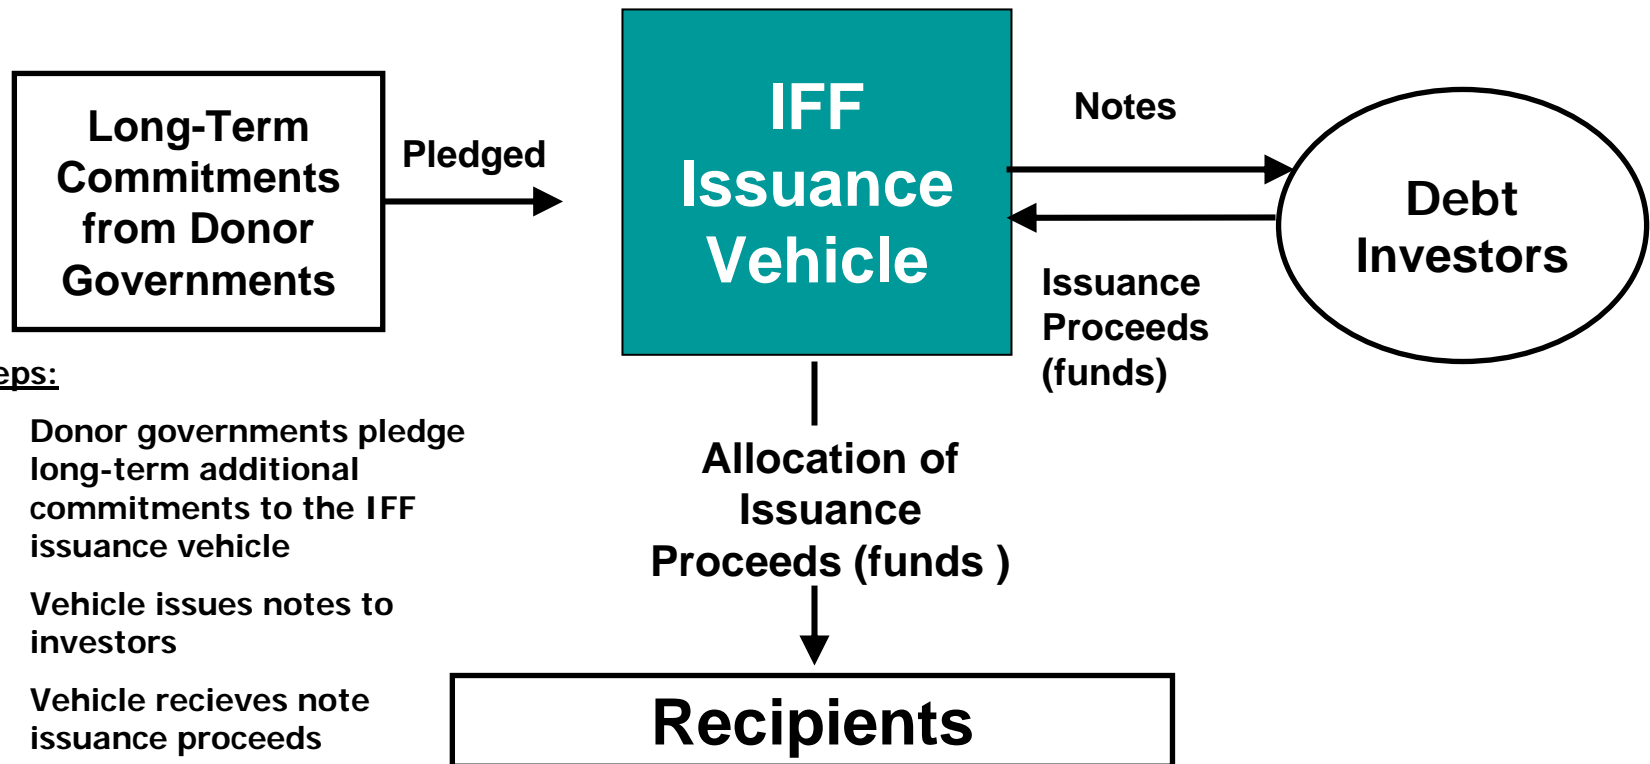 Long-Term
Commitments
from Donor
Governments
Pledged
IFF
Issuance
Vehicle
Notes
Issuance
Proceeds
(funds)
Debt
Investors
eps:
Donor governments pledge
long-term additional
commitments to the IFF
issuance vehicle
Vehicle issues notes to
investors
Vehicle recieves note
issuance proceeds
Allocation of
Issuance
Proceeds (funds )
Recipients